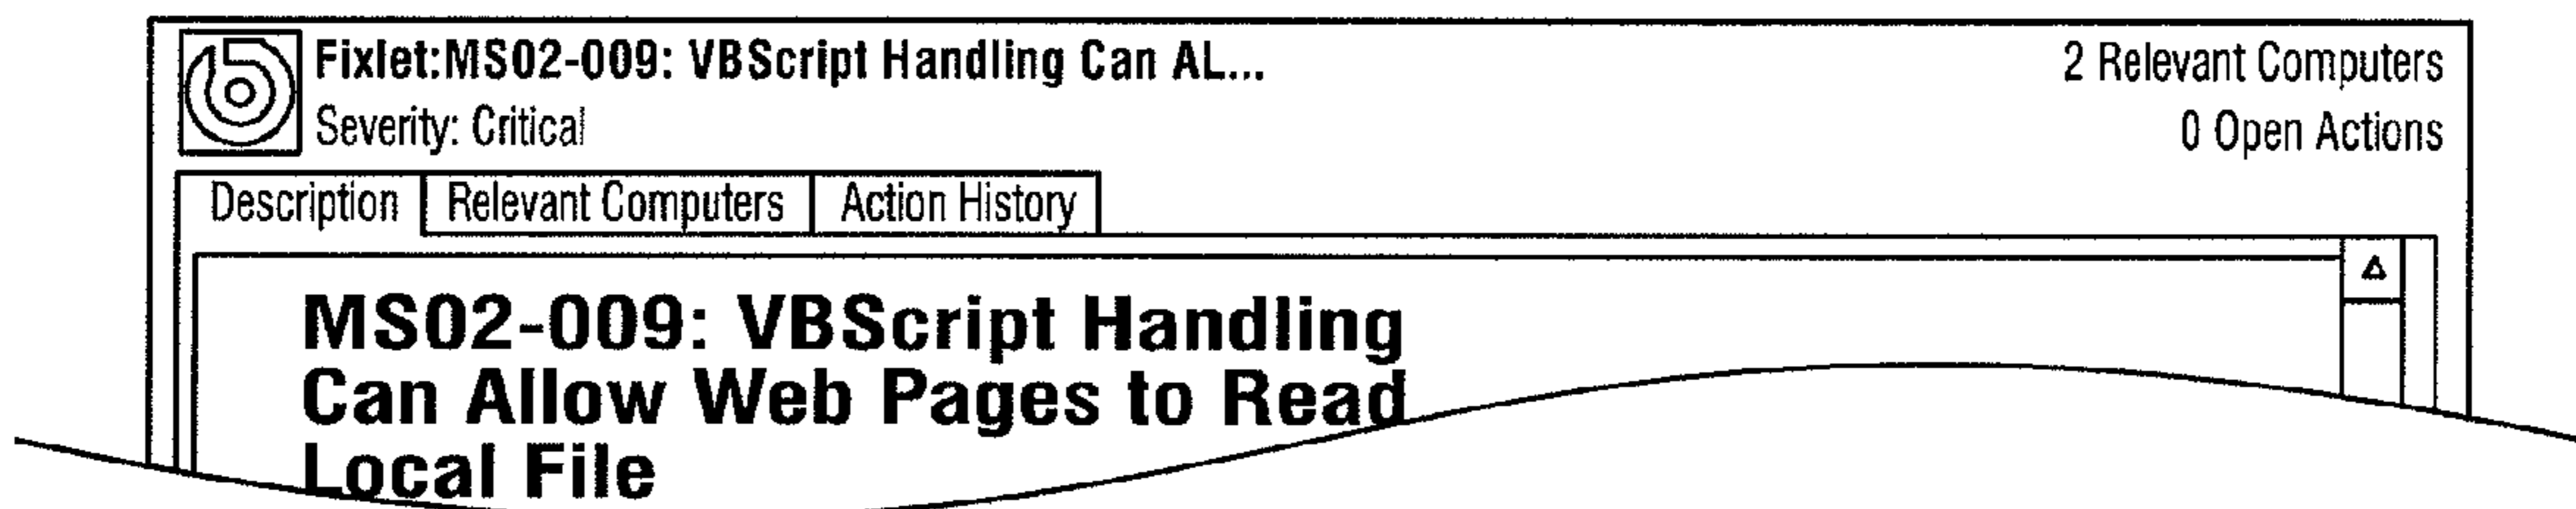 Fixlet:MS02-009: VBScript Handling Can AL...
2 Relevant Computers
Severity: Critical
0 Open Actions
Description Relevant Computers Action History
MS02-009: VBScript Handling
Can Allow Web Pages to Read
Local File